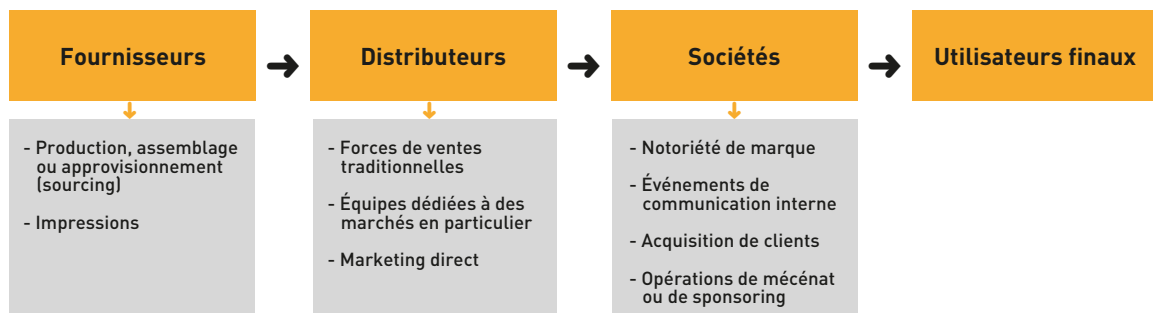 Fournisseurs
Distributeurs
Sociétés
Utilisateurs finaux
- Production, assemblage
ou approvisionnement
(sourcing)
- Impressions
- Forces de ventes
traditionnelles
- Équipes dédiées à des
marchés en particulier
- Marketing direct
- Notoriété de marque
- Événements de
communication interne
- Acquisition de clients
- Opérations de mécénat
ou de sponsoring